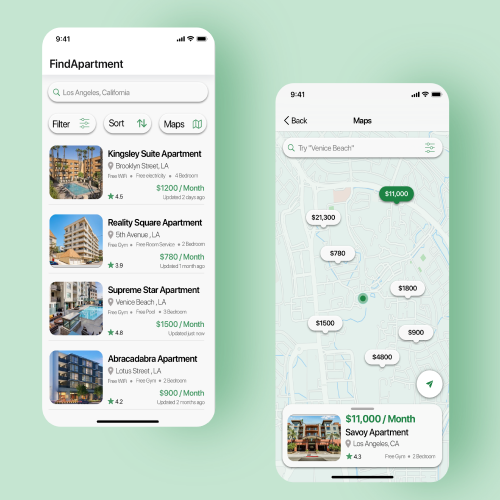 9:41
FindApartment
Los Angeles, California
Filter
Sort
Maps
Kingsley Suite Apartment
Brooklyn Street, LA
Free Wifi • Free electricity • 4 Bedroom
$1200 / Month
4.5
Updated 2 days ago
Reality Square Apartment
5th Avenue , LA
Free Gym • Free Room Service • 2 Bedroom
$780 / Month
3.9
Updated 1 month ago
Supreme Star Apartment
Venice Beach , LA
Free Gym • Free Pool • 3 Bedroom
$1500 / Month
4.8
Updated just now
Abracadabra Apartment
Lotus Street , LA
Free Wifi • Free Gym • 2 Bedroom
$900 / Month
4.2
Updated 2 months ago
9:41
Back
Maps
Try "Venice Beach"
$11,000
$21,300
$780
$1800
$1500
$900
$4800
$11,000 / Month
Savoy Apartment
Los Angeles, CA
4.3
Free Gym • 2 Bedroom